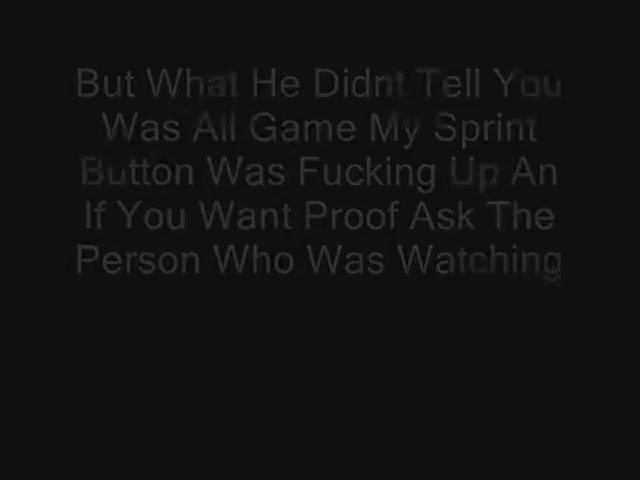 But What He Didnt Tell You
Was All Game My Sprint
Button Was Fucking Up An
If You Want Proof Ask The
Person Who Was Watching